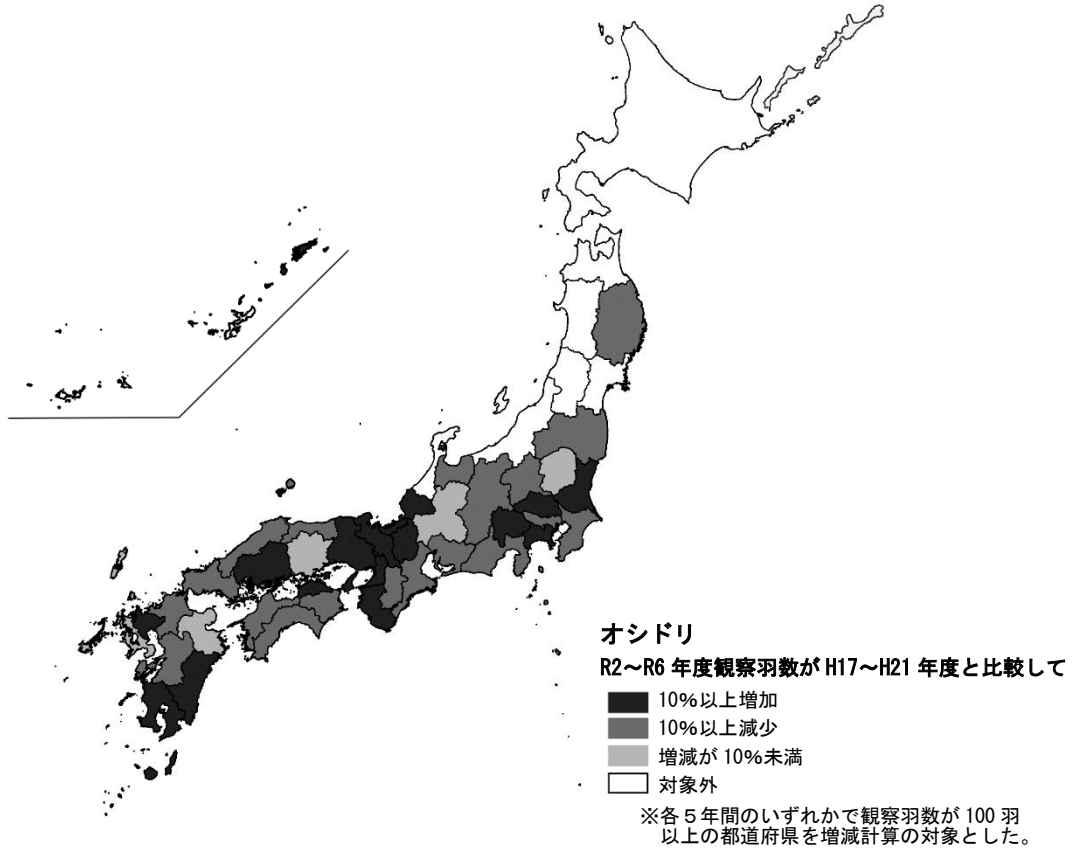 オシドリ
R2～R6 年度観察羽数が H17～H21 年度と比較して
10%以上増加
10%以上減少
増減が 10%未満
対象外
※各５年間のいずれかで観察羽数が 100 羽
以上の都道府県を増減計算の対象とした。